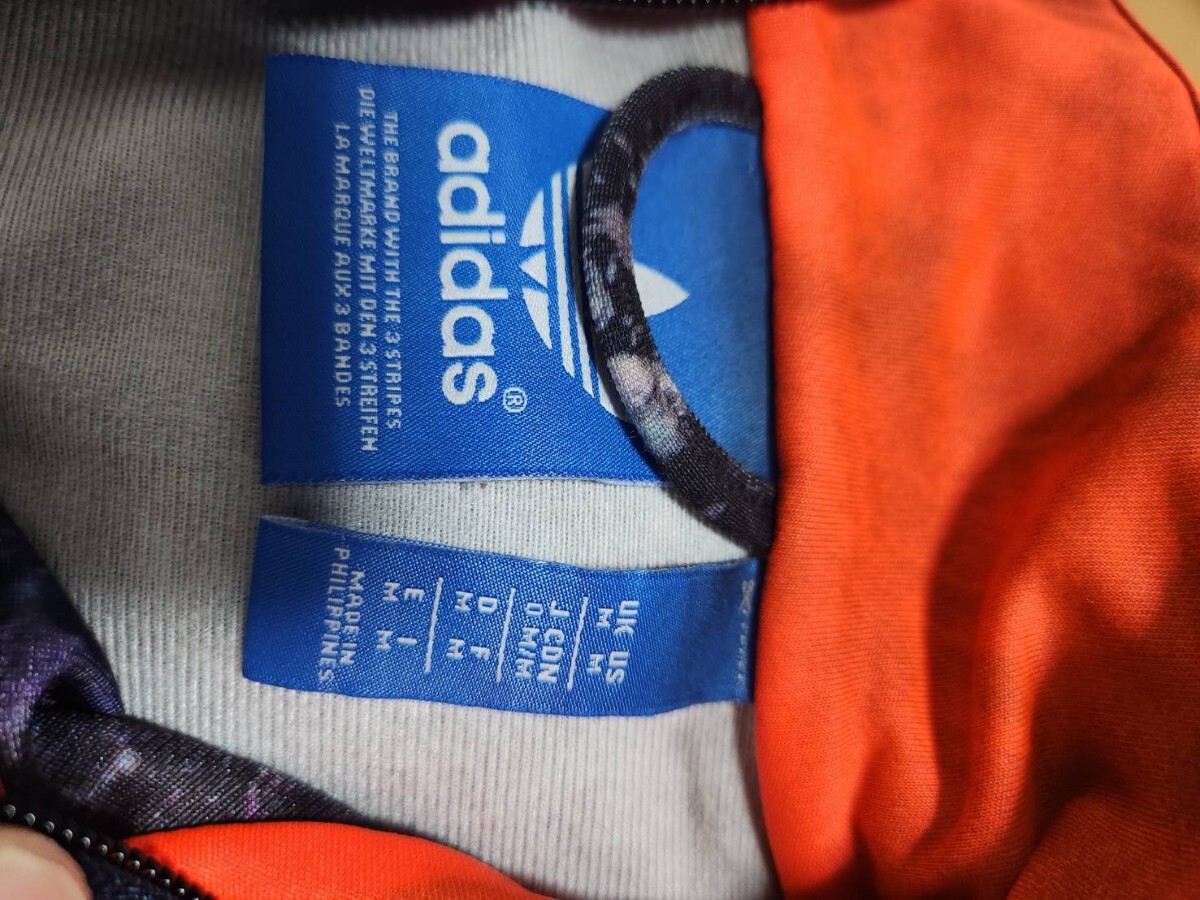 adidas®
THE BRAND WITH THE 3 STRIPES
DIE WELTMARKE MIT DEN 3 STREIFEN
LA MARQUE AUX 3 BANDES
UK US
M M
J CDN
O M/M
D F
M M
E I
M M
MADE IN
PHILIPPINES